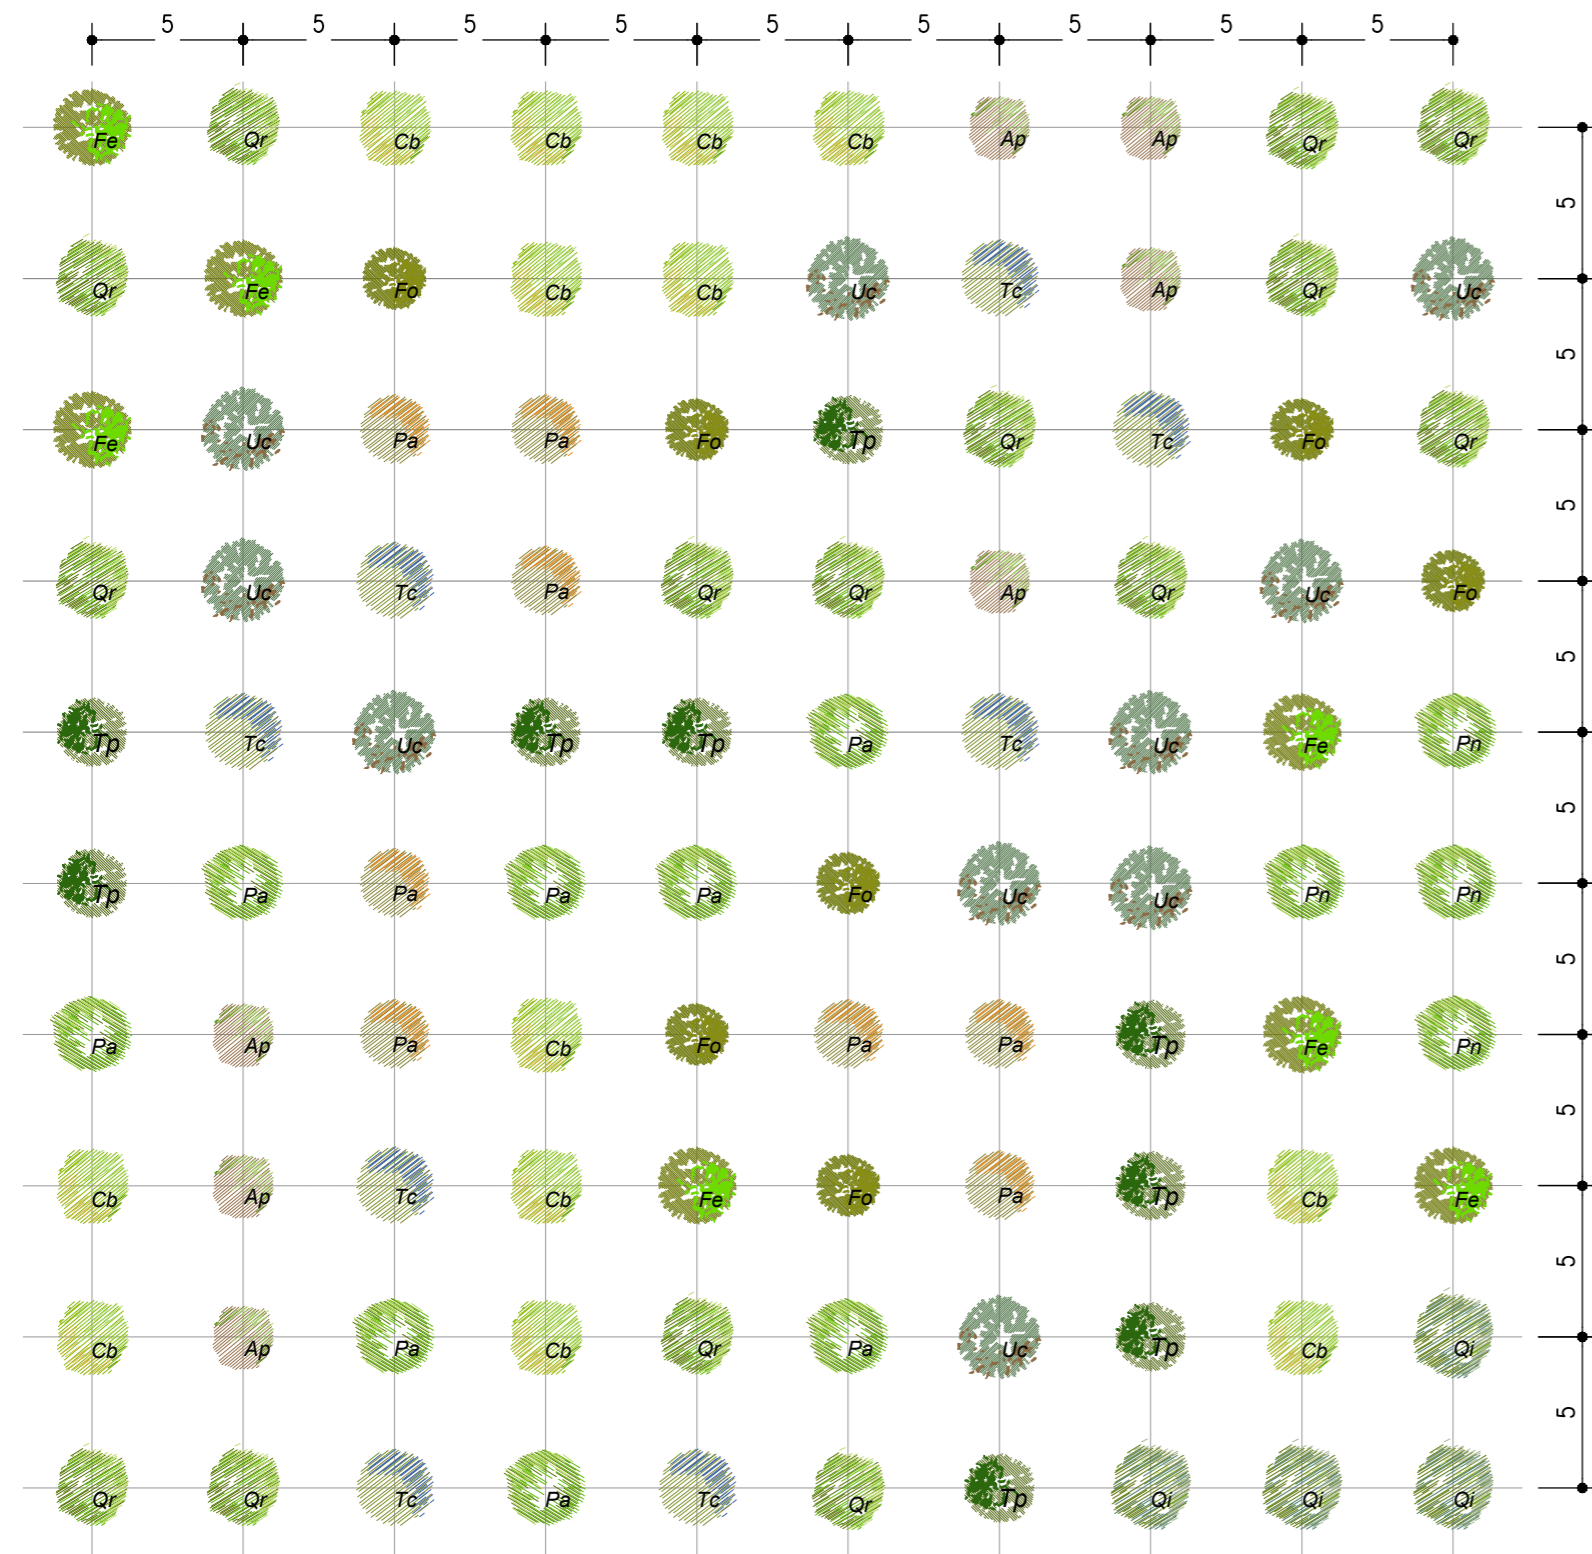 5 5 5 5 5 5 5 5 5
Fe Qr Cb Cb Cb Cb Ap Ap Qr Qr
5
Qr Fe Fo Cb Cb Uc Tc Ap Qr Uc
5
Fe Uc Pa Pa Fo Tp Qr Tc Fo Qr
5
Qr Uc Tc Pa Qr Qr Ap Qr Uc Fo
5
Tp Tc Uc Tp Tp Pa Tc Uc Fe Pn
5
Tp Pa Pa Pa Pa Fo Uc Uc Pn Pn
5
Pa Ap Pa Cb Fo Pa Pa Tp Fe Pn
5
Cb Ap Tc Cb Fe Fo Pa Tp Cb Fe
5
Cb Ap Pa Cb Qr Pa Uc Tp Cb Qi
5
Qr Qr Tc Pa Tc Qr Tp Qi Qi Qi